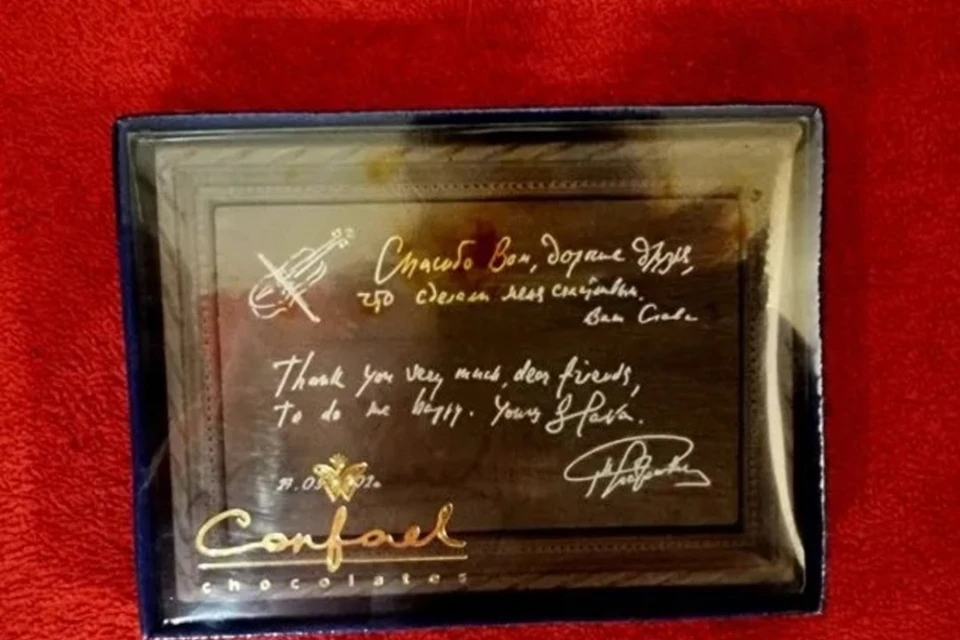 Спасибо Вам, дорогие друзья,
что сделали меня счастливым.
Ваш Слава
Thank you very much, dear friends,
to do me happy. Yours Slava.
Confael
chocolates